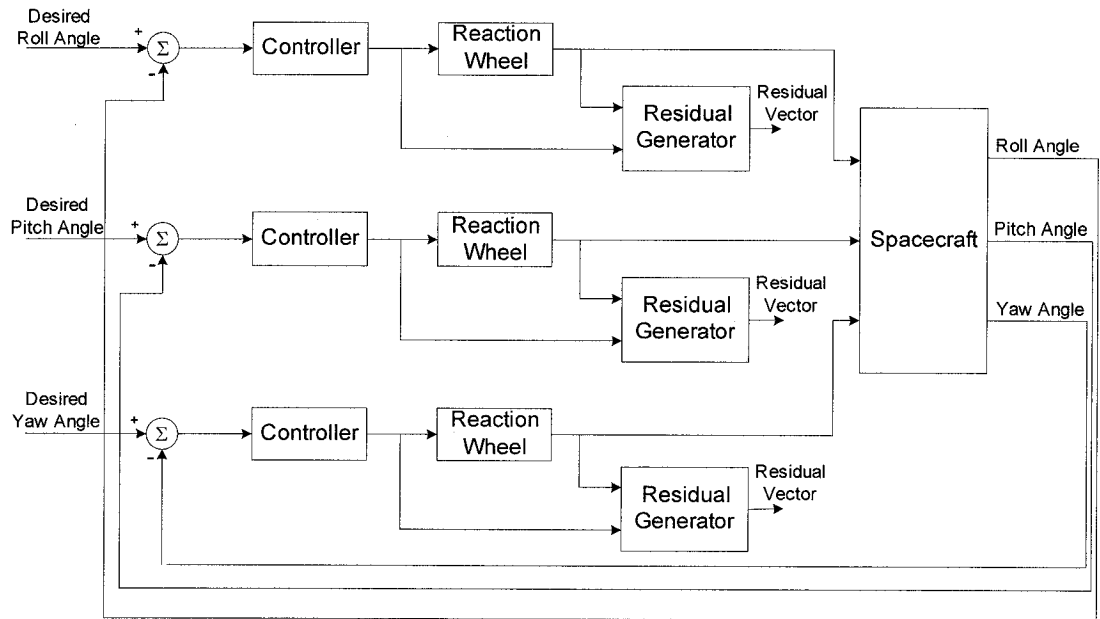 Desired
Roll Angle
+
Σ
-
Controller
Reaction
Wheel
Residual
Generator
Residual
Vector
Desired
Pitch Angle
+
Σ
-
Controller
Reaction
Wheel
Residual
Generator
Residual
Vector
Spacecraft
Roll Angle
Pitch Angle
Yaw Angle
Desired
Yaw Angle
+
Σ
-
Controller
Reaction
Wheel
Residual
Generator
Residual
Vector